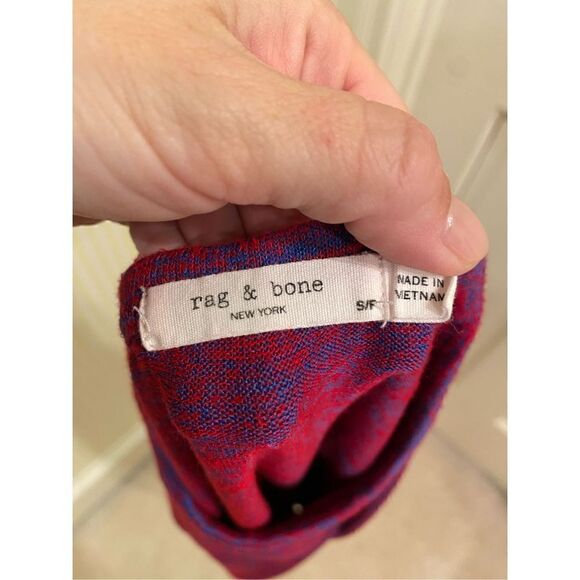 rag & bone
NEW YORK
S/P
MADE IN
VIETNAM